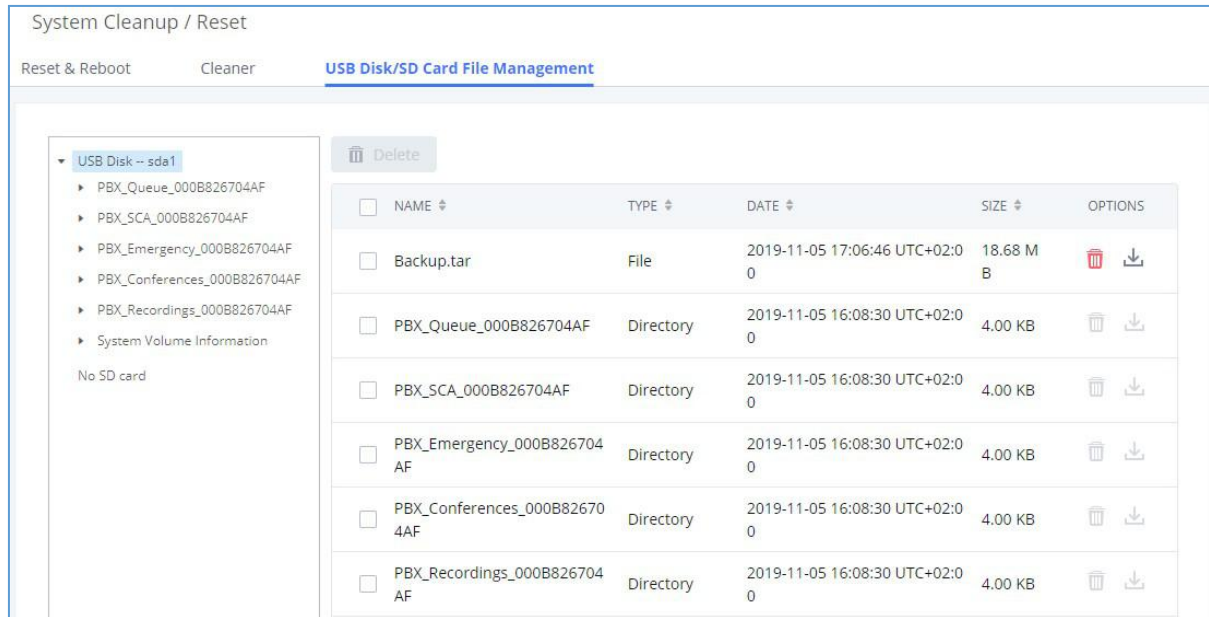 System Cleanup / Reset
Reset & Reboot Cleaner USB Disk/SD Card File Management
USB Disk -- sda1
PBX_Queue_000B826704AF
PBX_SCA_000B826704AF
PBX_Emergency_000B826704AF
PBX_Conferences_000B826704AF
PBX_Recordings_000B826704AF
System Volume Information
No SD card
Delete
NAME TYPE DATE SIZE OPTIONS
Backup.tar File 2019-11-05 17:06:46 UTC+02:0 18.68 M
0 B
PBX_Queue_000B826704AF Directory 2019-11-05 16:08:30 UTC+02:0 4.00 KB
0
PBX_SCA_000B826704AF Directory 2019-11-05 16:08:30 UTC+02:0 4.00 KB
0
PBX_Emergency_000B826704 Directory 2019-11-05 16:08:30 UTC+02:0 4.00 KB
AF 0
PBX_Conferences_000B82670 Directory 2019-11-05 16:08:30 UTC+02:0 4.00 KB
4AF 0
PBX_Recordings_000B826704 Directory 2019-11-05 16:08:30 UTC+02:0 4.00 KB
AF 0